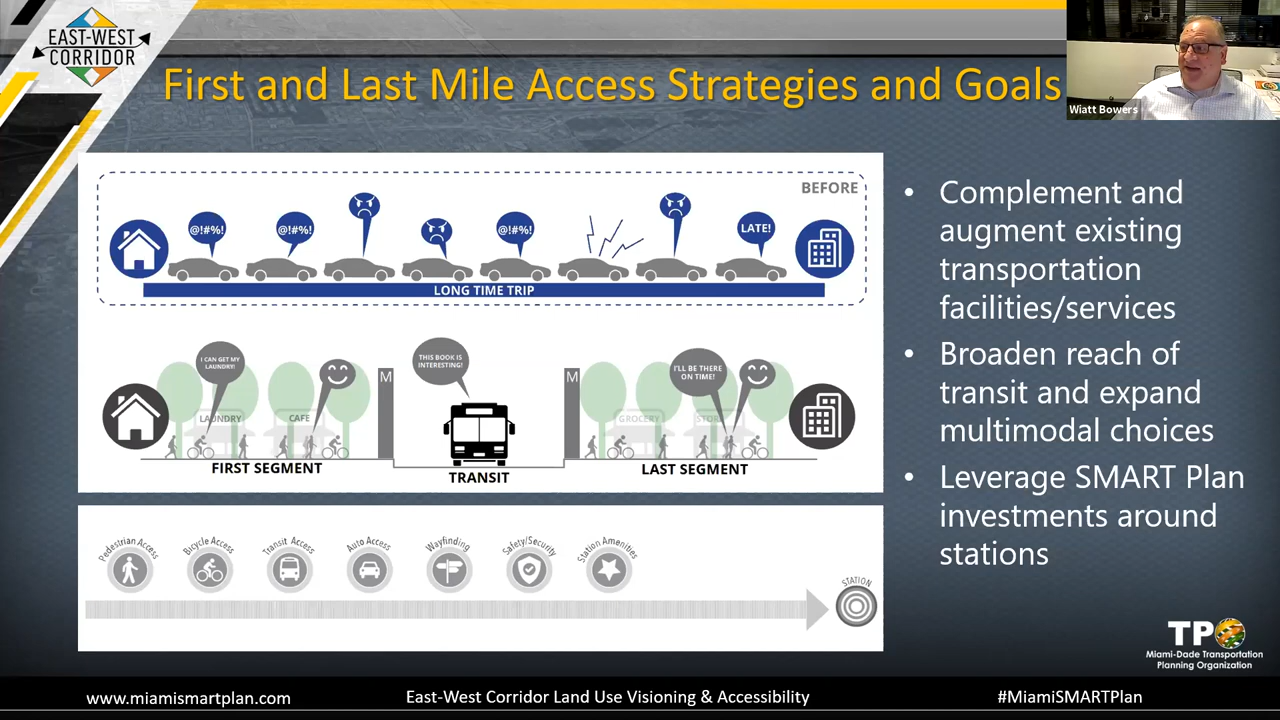 EAST-WEST
CORRIDOR
First and Last Mile Access Strategies and Goals
Wiatt Bowers
BEFORE
@!#%!
@!#%!
@!#%!
LATE!
LONG TIME TRIP
I CAN GET MY
LAUNDRY!
THIS BOOK IS
INTERESTING!
I'LL BE THERE
ON TIME!
M
M
LAUNDRY
CAFE
GROCERY
STORE
FIRST SEGMENT
TRANSIT
LAST SEGMENT
Pedestrian Access
Bicycle Access
Transit Access
Auto Access
Wayfinding
Safety/Security
Station Amenities
STATION
• Complement and
augment existing
transportation
facilities/services
• Broaden reach of
transit and expand
multimodal choices
• Leverage SMART Plan
investments around
stations
TPO
Miami-Dade Transportation
Planning Organization
www.miamismartplan.com
East-West Corridor Land Use Visioning & Accessibility
#MiamiSMARTPlan